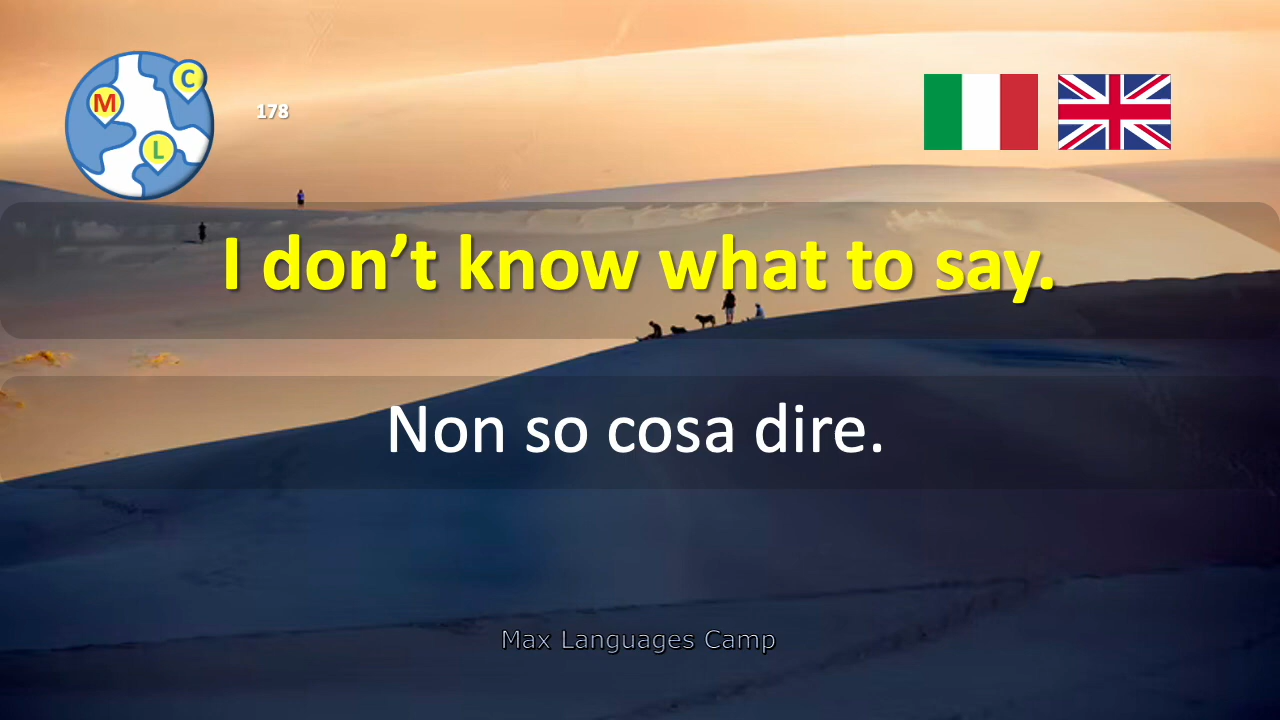 C
M
L
178
I don’t know what to say.
Non so cosa dire.
Max Languages Camp